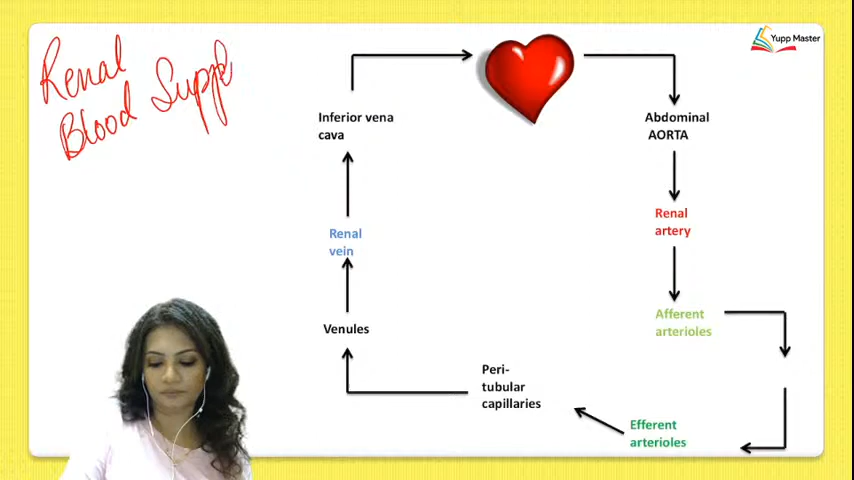 Renal
Blood Suppl
Yupp Master
Inferior vena
cava
Abdominal
AORTA
Renal
artery
Renal
vein
Afferent
arterioles
Venules
Peri-
tubular
capillaries
Efferent
arterioles